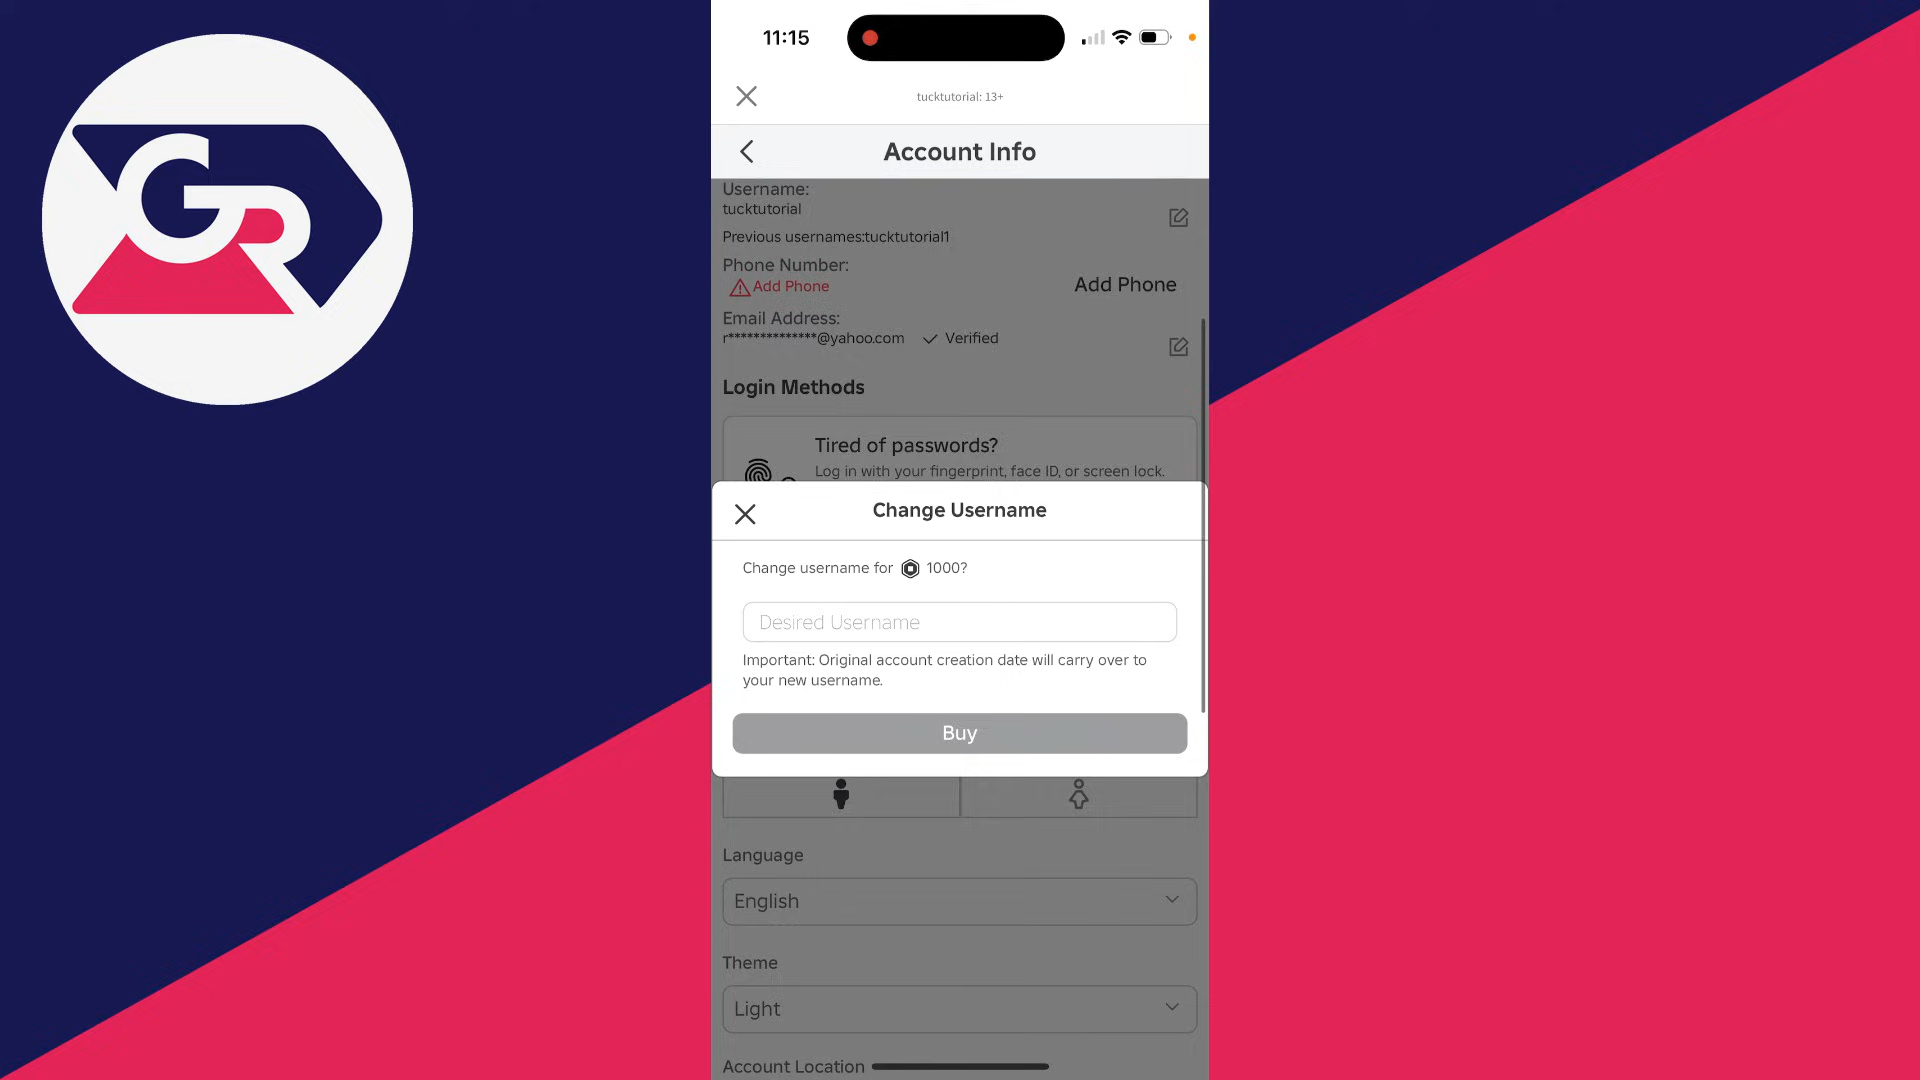 GR
11:15
tucktutorial: 13+
Account Info
Username:
tucktutorial
Previous usernames:tucktutorial1
Phone Number:
Add Phone
Add Phone
Email Address:
r**************@yahoo.com Verified
Login Methods
Tired of passwords?
Log in with your fingerprint, face ID, or screen lock.
Change Username
Change username for 1000?
Desired Username
Important: Original account creation date will carry over to
your new username.
Buy
Language
English
Theme
Light
Account Location